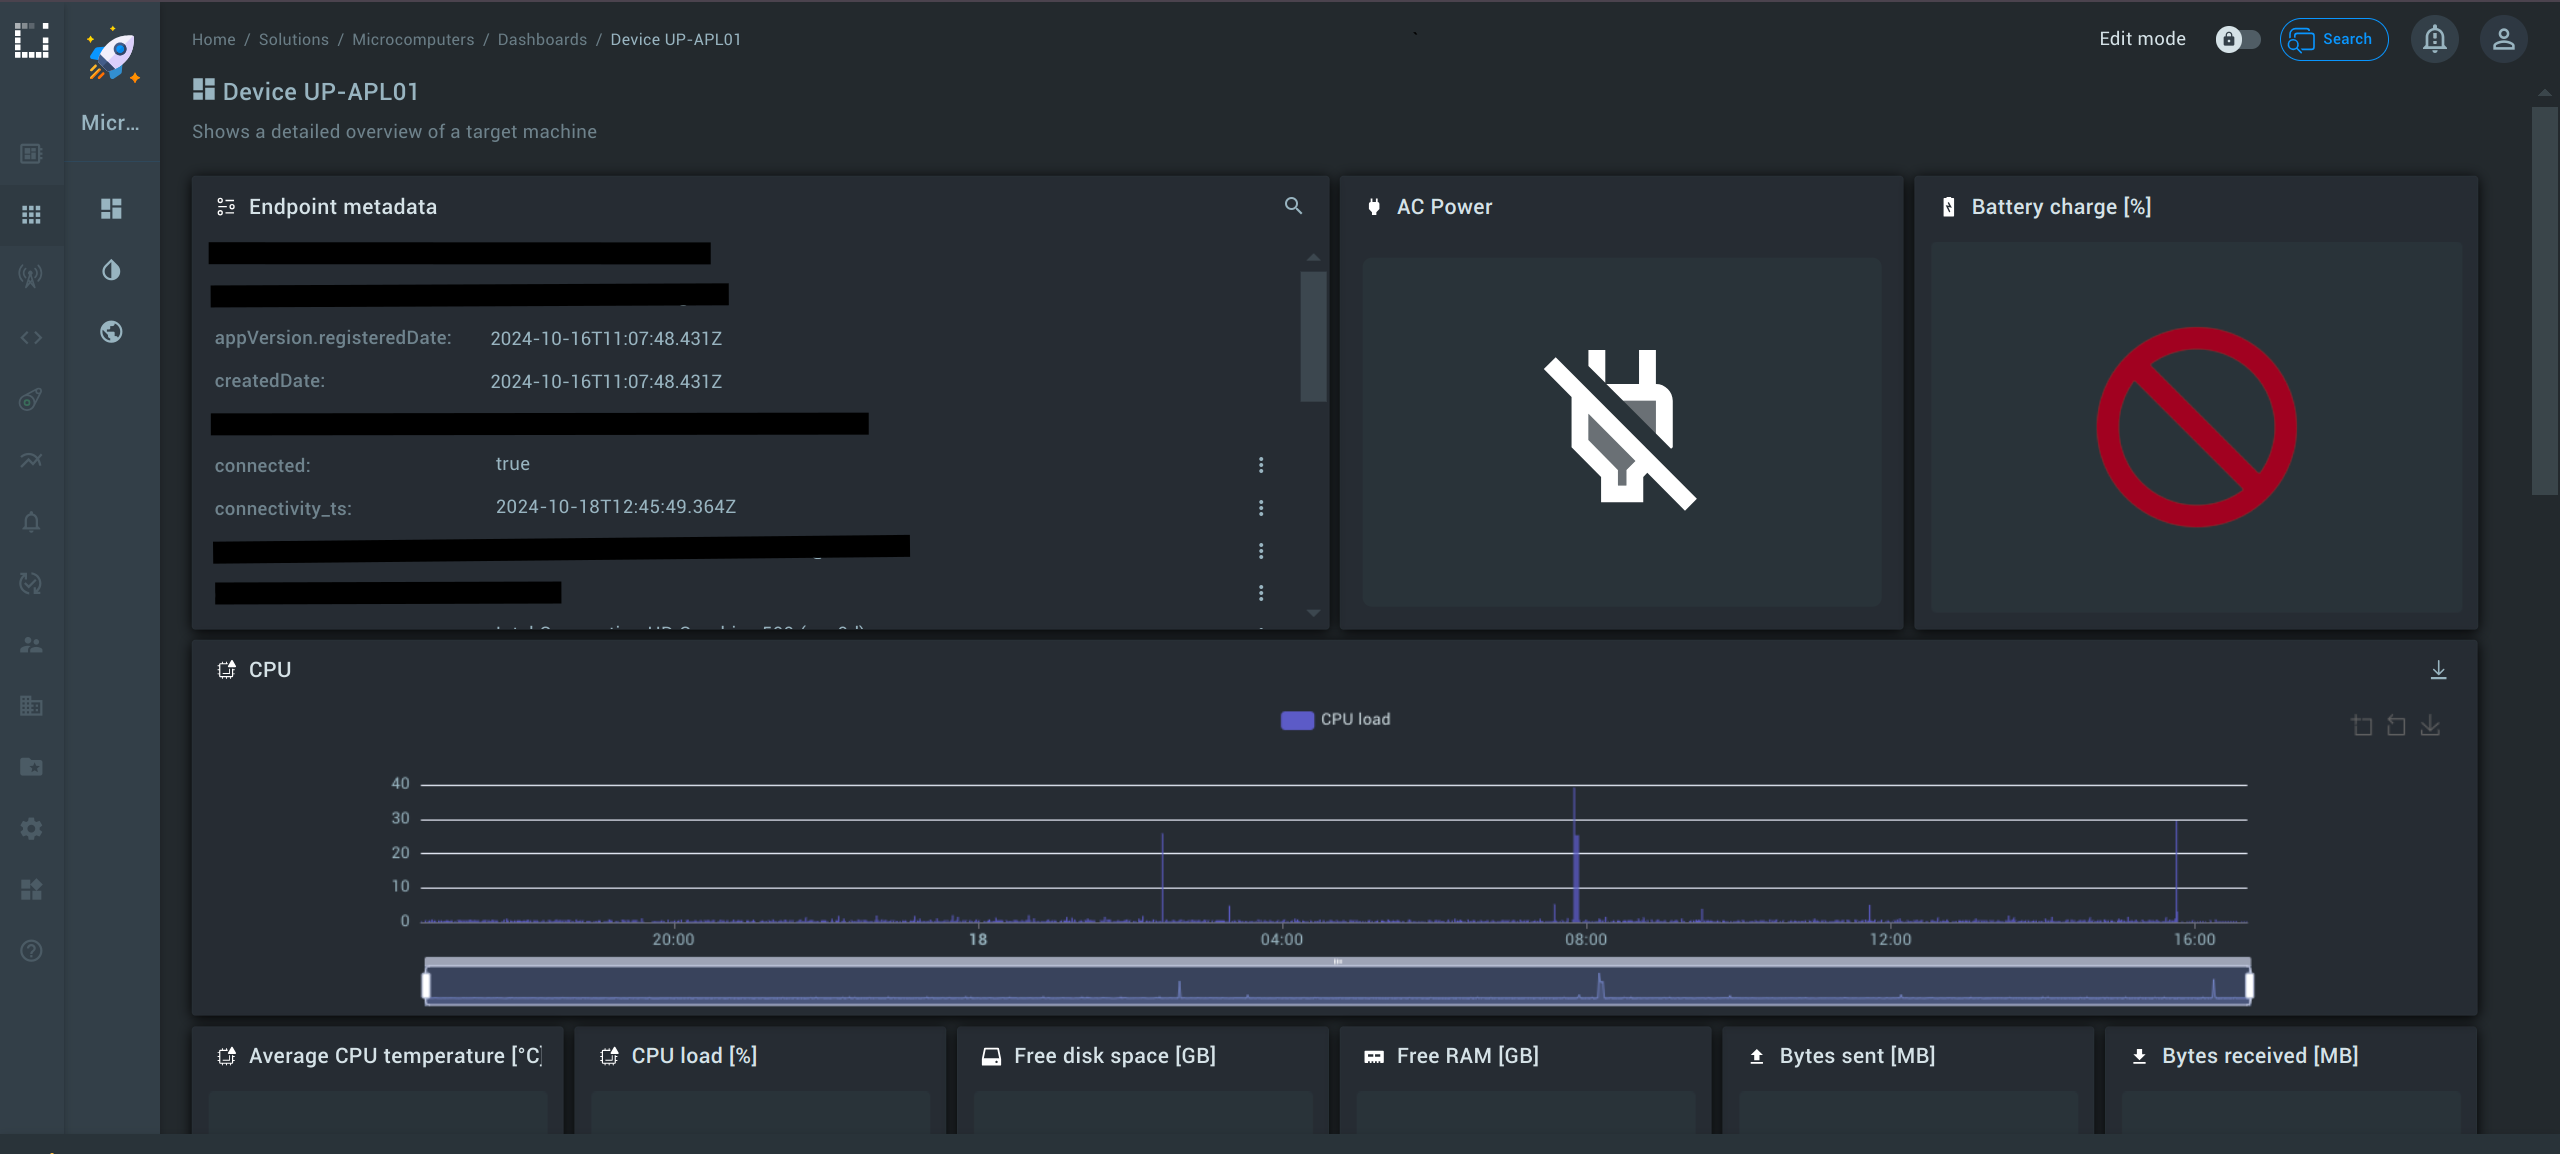 Home / Solutions / Microcomputers / Dashboards / Device UP-APL01
Edit mode
Search
Micr...
Device UP-APL01
Shows a detailed overview of a target machine
Endpoint metadata
AC Power
Battery charge [%]
appVersion.registeredDate: 2024-10-16T11:07:48.431Z
createdDate: 2024-10-16T11:07:48.431Z
connected: true
connectivity_ts: 2024-10-18T12:45:49.364Z
CPU
CPU load
40
30
20
10
0
20:00 18 04:00 08:00 12:00 16:00
Average CPU temperature [°C]
CPU load [%]
Free disk space [GB]
Free RAM [GB]
Bytes sent [MB]
Bytes received [MB]